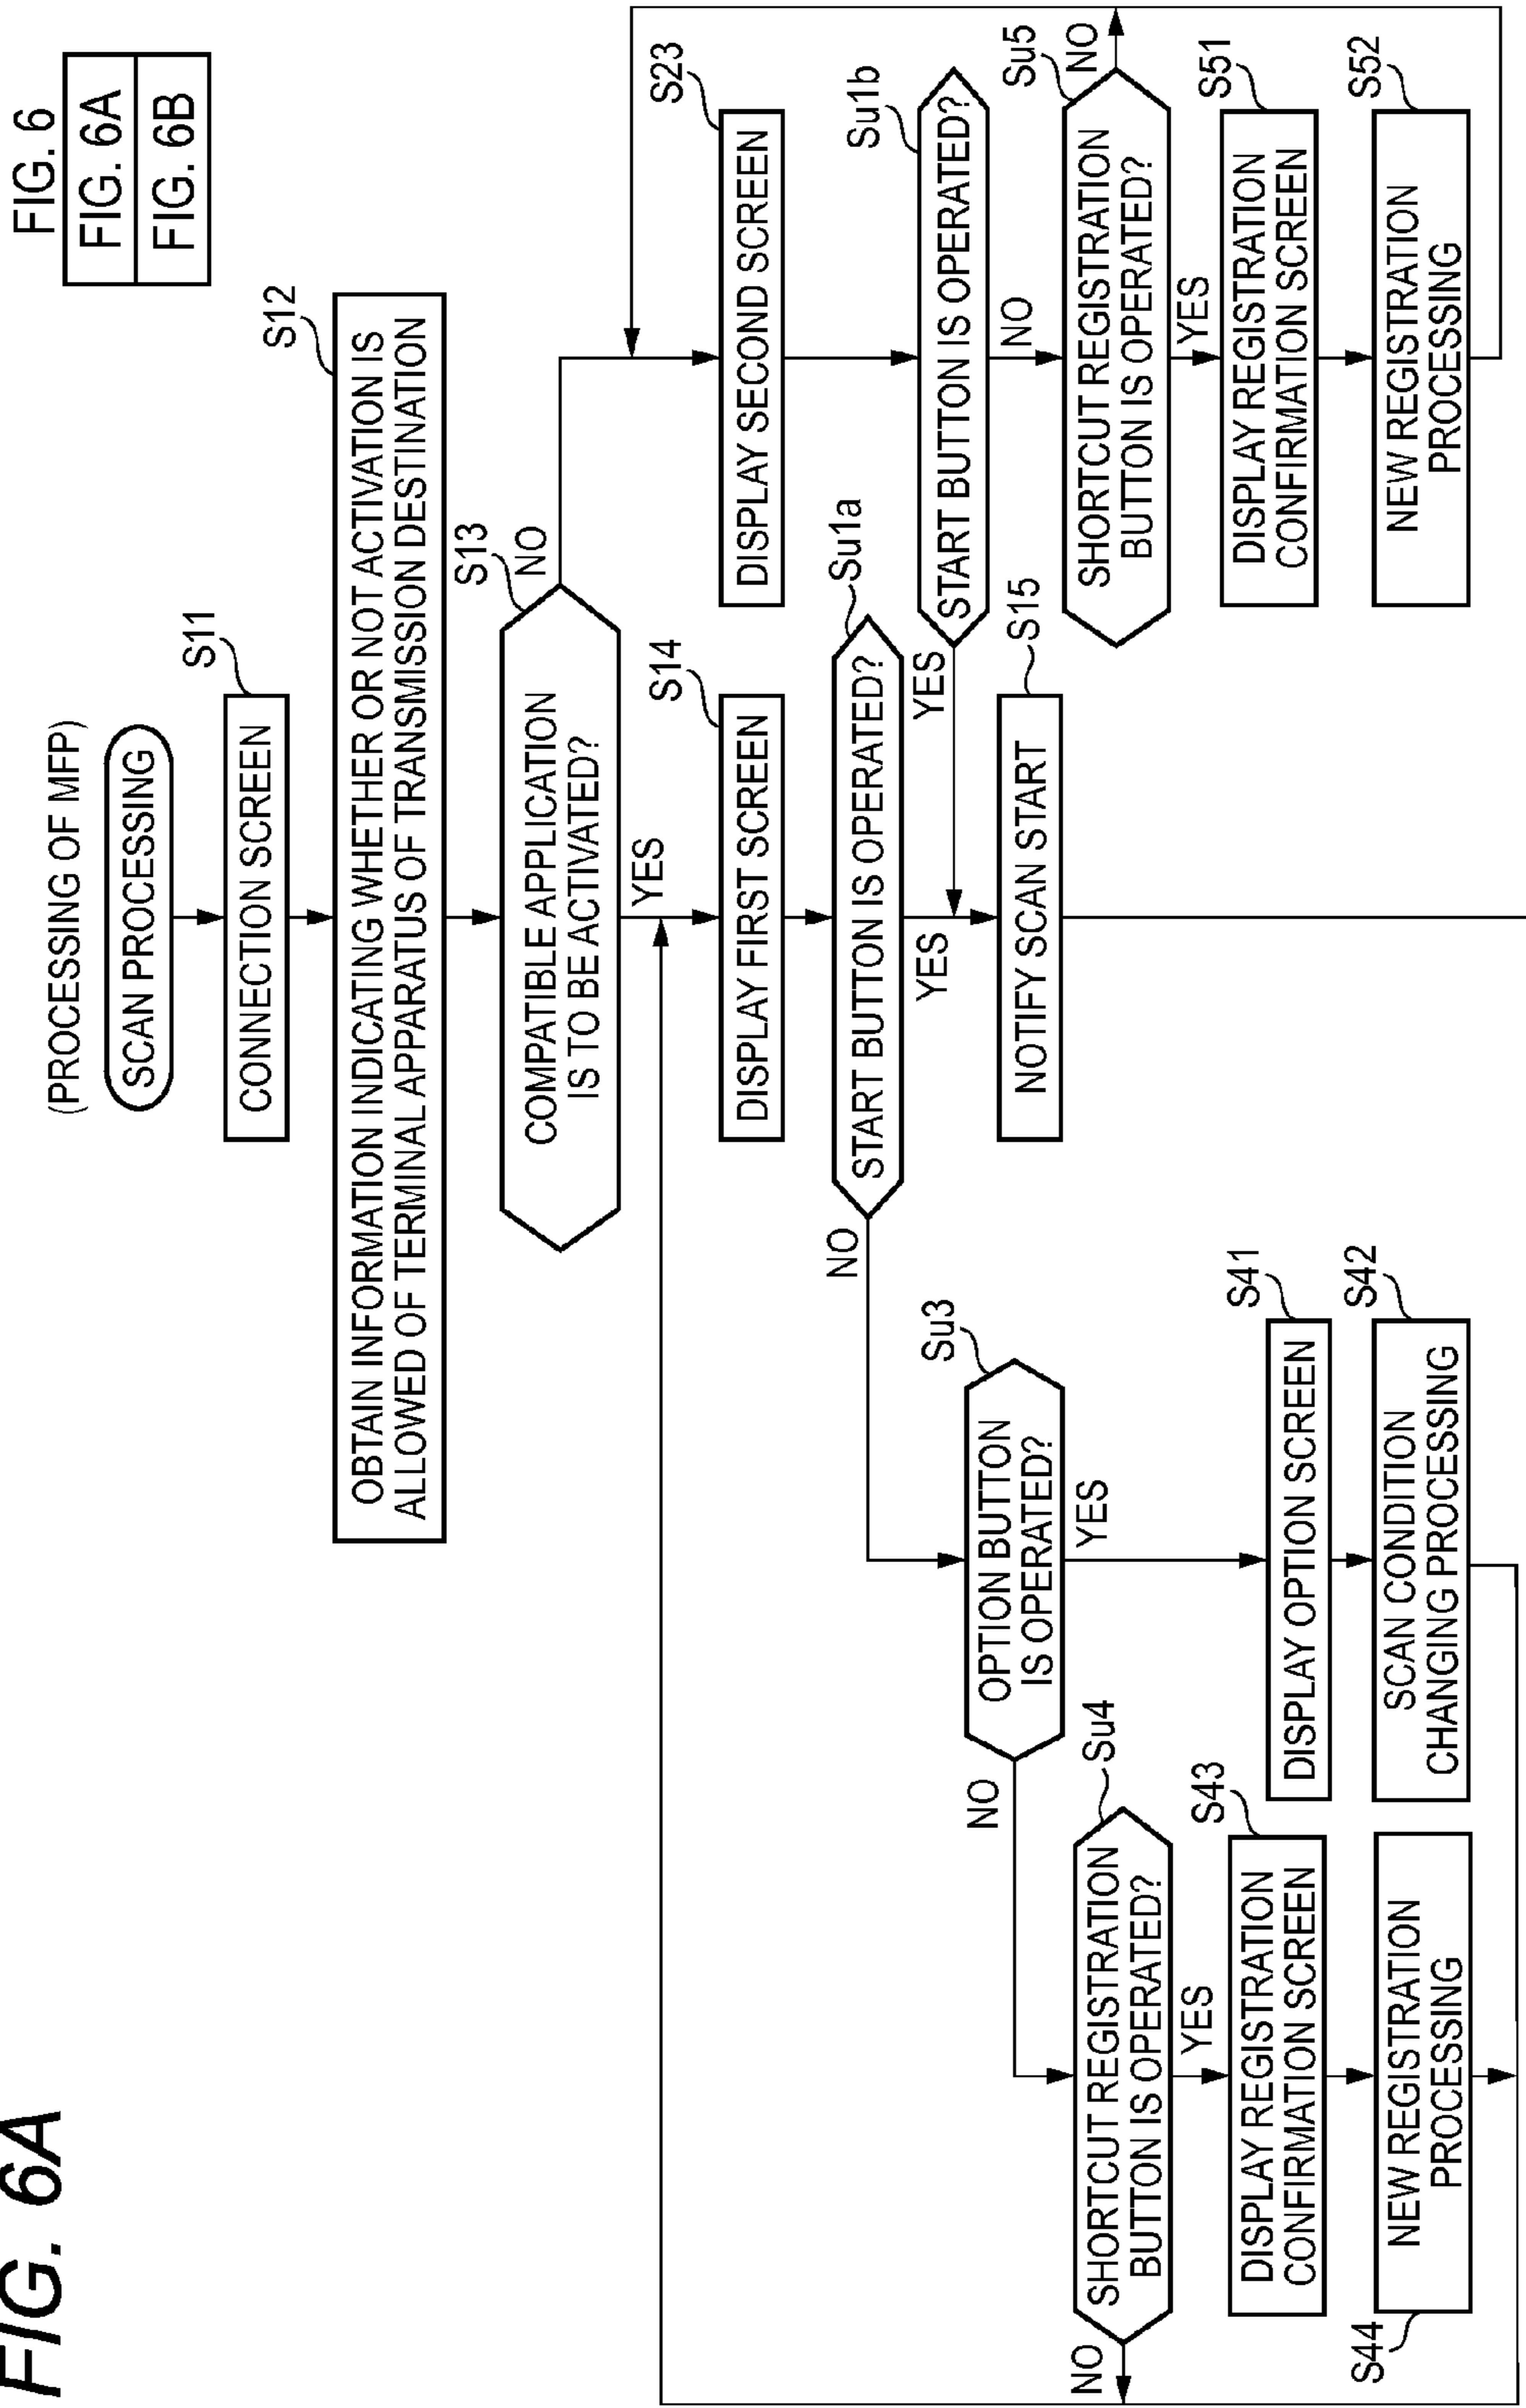 FIG. 6A
FIG. 6
FIG. 6A
FIG. 6B
(PROCESSING OF MFP)
SCAN PROCESSING
S11
CONNECTION SCREEN
S12
OBTAIN INFORMATION INDICATING WHETHER OR NOT ACTIVATION IS
ALLOWED OF TERMINAL APPARATUS OF TRANSMISSION DESTINATION
S13
COMPATIBLE APPLICATION
IS TO BE ACTIVATED?
NO
YES
S14
DISPLAY FIRST SCREEN
S23
DISPLAY SECOND SCREEN
Su1a
START BUTTON IS OPERATED?
NO
YES
Su1b
START BUTTON IS OPERATED?
YES
NO
S15
NOTIFY SCAN START
Su3
OPTION BUTTON
IS OPERATED?
NO
YES
Su5
SHORTCUT REGISTRATION
BUTTON IS OPERATED?
NO
YES
Su4
SHORTCUT REGISTRATION
BUTTON IS OPERATED?
NO
YES
S43
DISPLAY REGISTRATION
CONFIRMATION SCREEN
S41
DISPLAY OPTION SCREEN
S51
DISPLAY REGISTRATION
CONFIRMATION SCREEN
S44
NEW REGISTRATION
PROCESSING
S42
SCAN CONDITION
CHANGING PROCESSING
S52
NEW REGISTRATION
PROCESSING